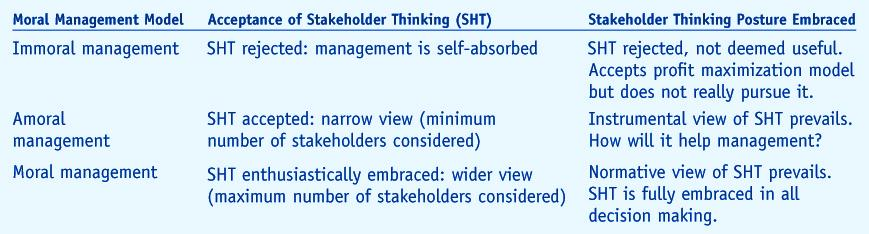 Moral Management Model Acceptance of Stakeholder Thinking (SHT) Stakeholder Thinking Posture Embraced
Immoral management SHT rejected: management is self-absorbed SHT rejected, not deemed useful.
Accepts profit maximization model
but does not really pursue it.
Amoral SHT accepted: narrow view (minimum Instrumental view of SHT prevails.
management number of stakeholders considered) How will it help management?
Moral management SHT enthusiastically embraced: wider view Normative view of SHT prevails.
(maximum number of stakeholders considered) SHT is fully embraced in all
decision making.